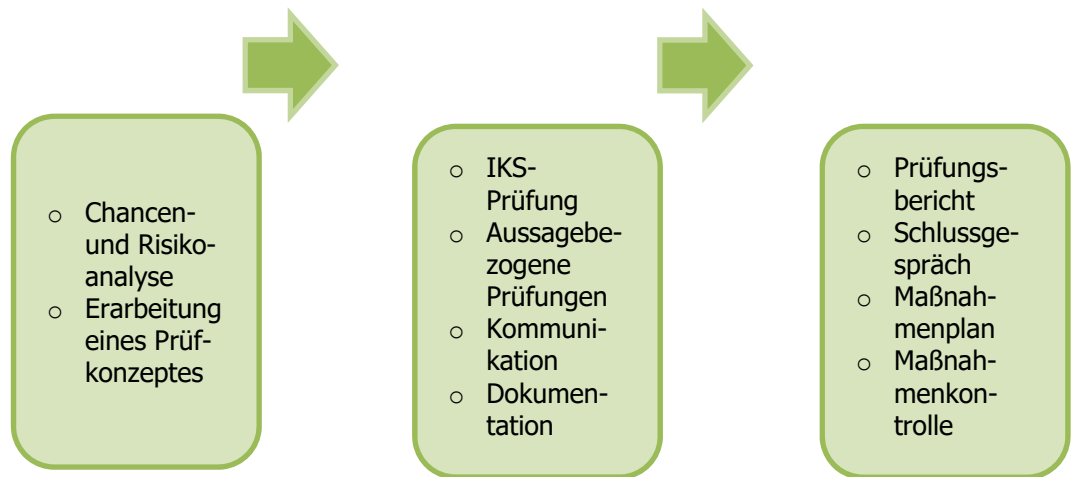 o Chancen-
und Risiko-
analyse
o Erarbeitung
eines Prüf-
konzeptes
o IKS-
Prüfung
o Aussagebe-
zogene
Prüfungen
o Kommuni-
kation
o Dokumen-
tation
o Prüfungs-
bericht
o Schlussge-
spräch
o Maßnah-
menplan
o Maßnah-
menkon-
trolle